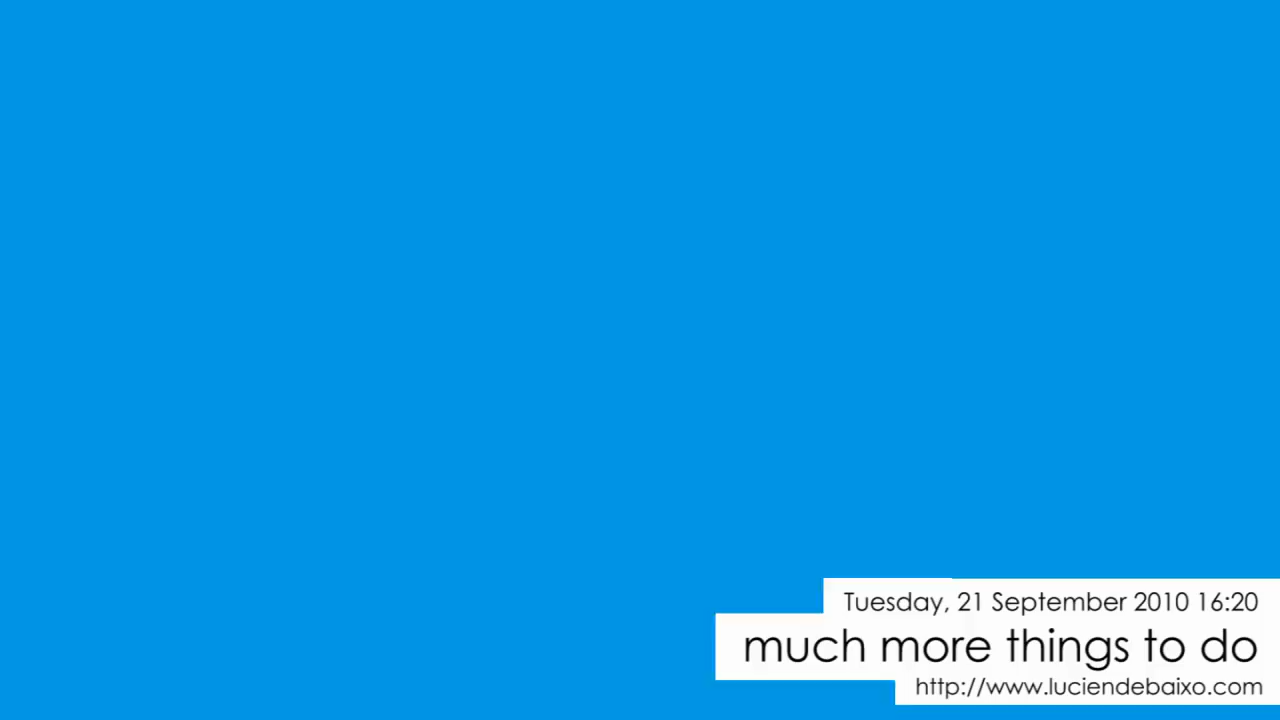 Tuesday, 21 September 2010 16:20
much more things to do
http://www.luciendebaixo.com